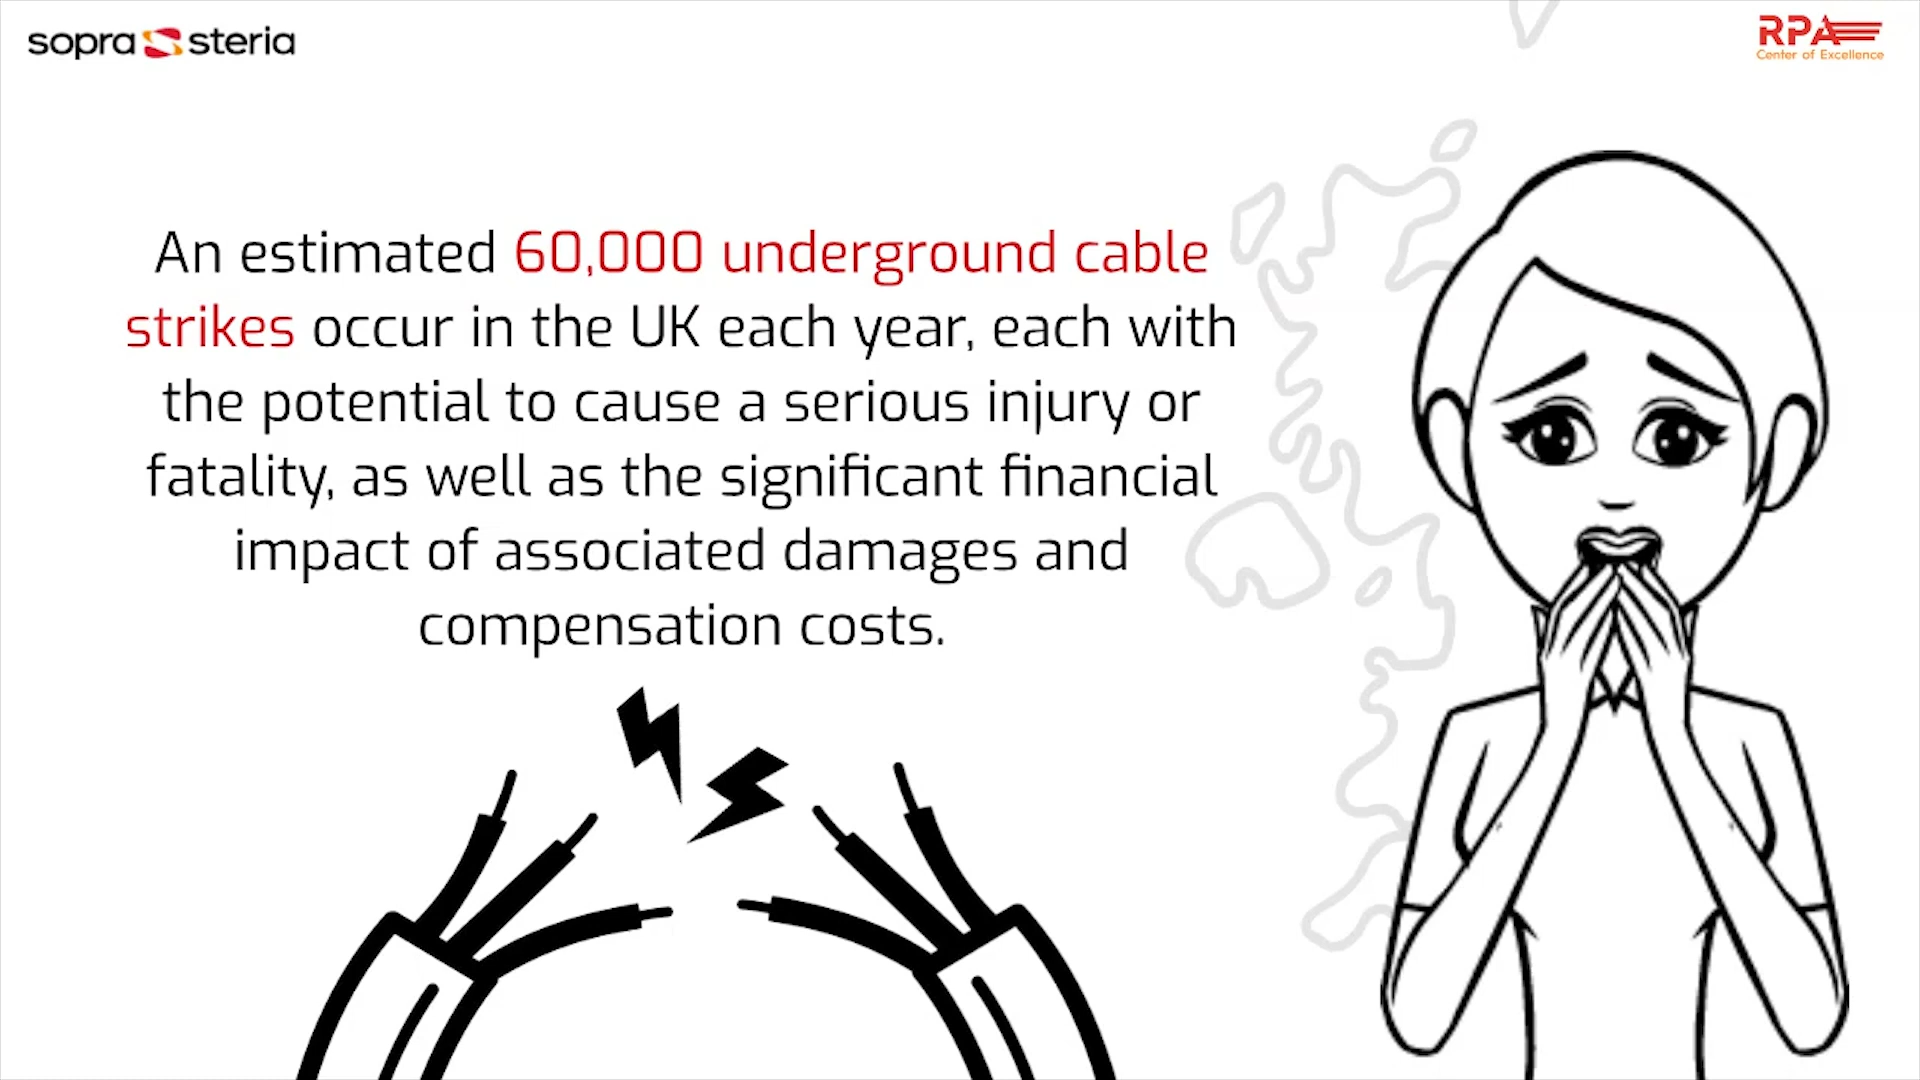 sopra steria
RPA
Center of Excellence
An estimated 60,000 underground cable
strikes occur in the UK each year, each with
the potential to cause a serious injury or
fatality, as well as the significant financial
impact of associated damages and
compensation costs.